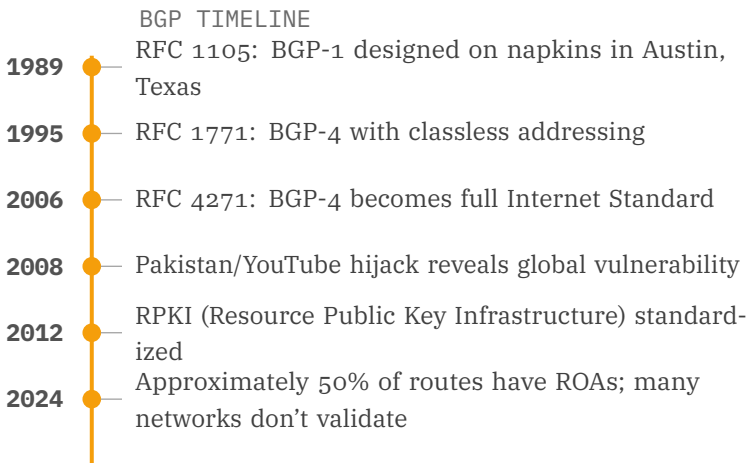 BGP TIMELINE
1989 RFC 1105: BGP-1 designed on napkins in Austin,
Texas
1995 RFC 1771: BGP-4 with classless addressing
2006 RFC 4271: BGP-4 becomes full Internet Standard
2008 Pakistan/YouTube hijack reveals global vulnerability
2012 RPKI (Resource Public Key Infrastructure) standard-
ized
2024 Approximately 50% of routes have ROAs; many
networks don’t validate